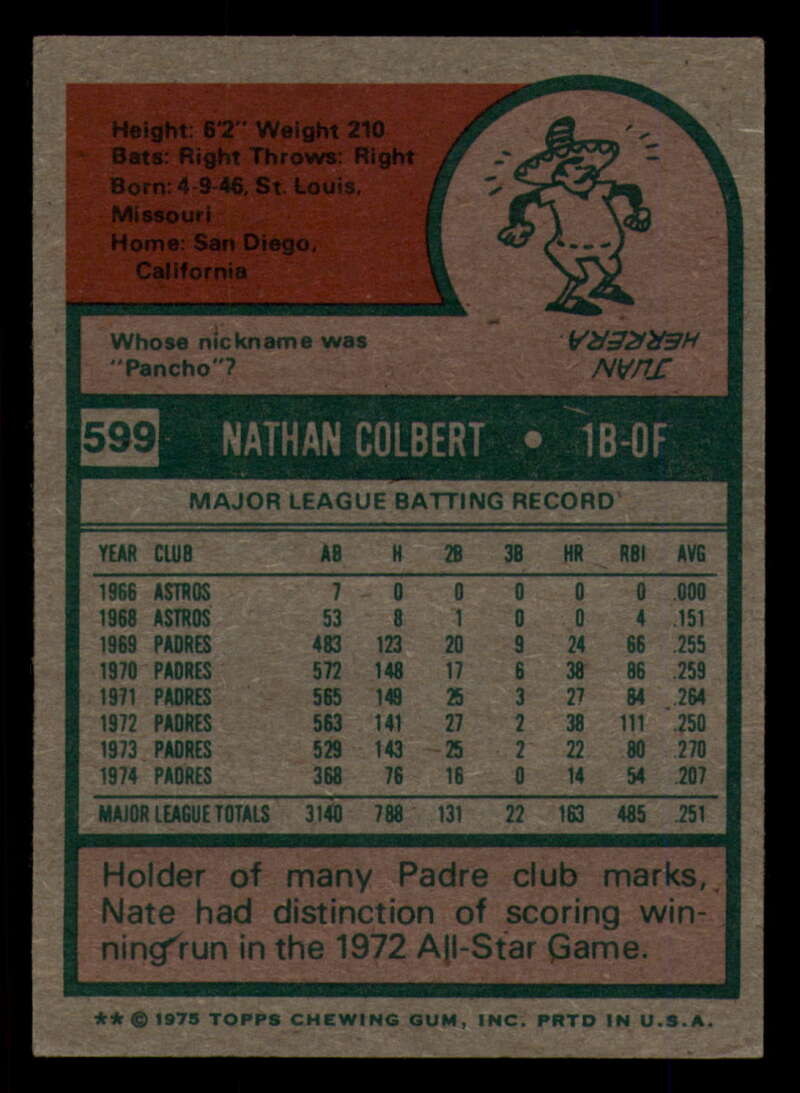 Height: 6'2" Weight 210
Bats: Right Throws: Right
Born: 4-9-46, St. Louis,
Missouri
Home: San Diego,
California
Whose nickname was
"Pancho"?
JUAN
HERRERA.
599 NATHAN COLBERT • 1B-OF
MAJOR LEAGUE BATTING RECORD
YEAR CLUB AB H 2B 3B HR RBI AVG
1966 ASTROS 7 0 0 0 0 0 .000
1968 ASTROS 53 8 1 0 0 4 .151
1969 PADRES 483 123 20 9 24 66 .255
1970 PADRES 572 148 17 6 38 86 .259
1971 PADRES 565 149 25 3 27 84 .264
1972 PADRES 563 141 27 2 38 111 .250
1973 PADRES 529 143 25 2 22 80 .270
1974 PADRES 368 76 16 0 14 54 .207
MAJOR LEAGUE TOTALS 3140 788 131 22 163 485 .251
Holder of many Padre club marks,
Nate had distinction of scoring win-
ning run in the 1972 All-Star Game.
** © 1975 TOPPS CHEWING GUM, INC. PRTD IN U.S.A.